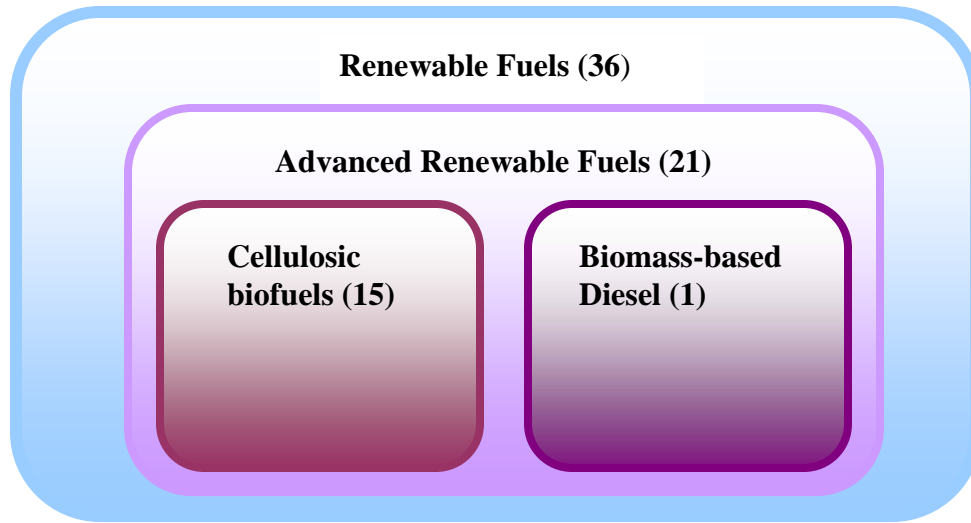 Renewable Fuels (36)
Advanced Renewable Fuels (21)
Cellulosic
biofuels (15)
Biomass-based
Diesel (1)